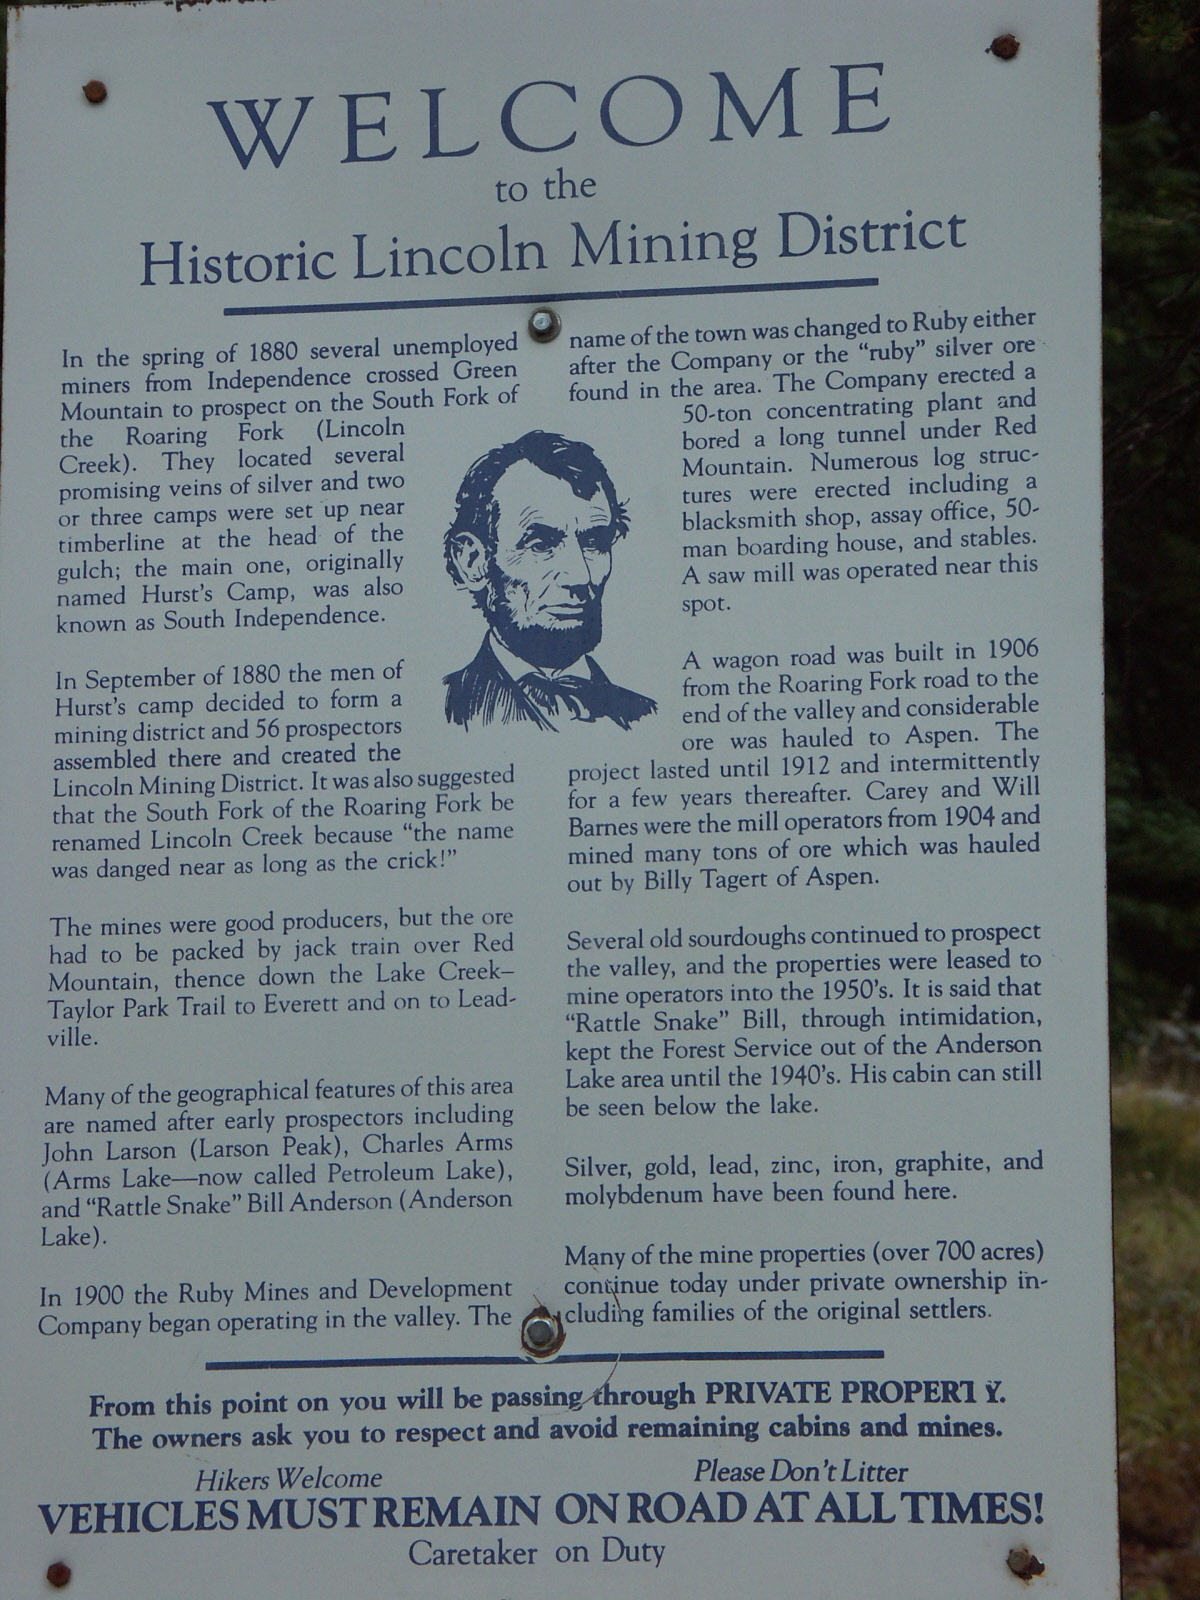 WELCOME
to the
Historic Lincoln Mining District
In the spring of 1880 several unemployed
miners from Independence crossed Green
Mountain to prospect on the South Fork of
the Roaring Fork (Lincoln
Creek). They located several
promising veins of silver and two
or three camps were set up near
timberline at the head of the
gulch; the main one, originally
named Hurst's Camp, was also
known as South Independence.
In September of 1880 the men of
Hurst's camp decided to form a
mining district and 56 prospectors
assembled there and created the
Lincoln Mining District. It was also suggested
that the South Fork of the Roaring Fork be
renamed Lincoln Creek because "the name
was danged near as long as the crick!"
The mines were good producers, but the ore
had to be packed by jack train over Red
Mountain, thence down the Lake Creek–
Taylor Park Trail to Everett and on to Lead-
ville.
Many of the geographical features of this area
are named after early prospectors including
John Larson (Larson Peak), Charles Arms
(Arms Lake—now called Petroleum Lake),
and "Rattle Snake" Bill Anderson (Anderson
Lake).
In 1900 the Ruby Mines and Development
Company began operating in the valley. The
name of the town was changed to Ruby either
after the Company or the "ruby" silver ore
found in the area. The Company erected a
50-ton concentrating plant and
bored a long tunnel under Red
Mountain. Numerous log struc-
tures were erected including a
blacksmith shop, assay office, 50-
man boarding house, and stables.
A saw mill was operated near this
spot.
A wagon road was built in 1906
from the Roaring Fork road to the
end of the valley and considerable
ore was hauled to Aspen. The
project lasted until 1912 and intermittently
for a few years thereafter. Carey and Will
Barnes were the mill operators from 1904 and
mined many tons of ore which was hauled
out by Billy Tagert of Aspen.
Several old sourdoughs continued to prospect
the valley, and the properties were leased to
mine operators into the 1950's. It is said that
"Rattle Snake" Bill, through intimidation,
kept the Forest Service out of the Anderson
Lake area until the 1940's. His cabin can still
be seen below the lake.
Silver, gold, lead, zinc, iron, graphite, and
molybdenum have been found here.
Many of the mine properties (over 700 acres)
continue today under private ownership in-
cluding families of the original settlers.
From this point on you will be passing through PRIVATE PROPERTY.
The owners ask you to respect and avoid remaining cabins and mines.
Hikers Welcome Please Don't Litter
VEHICLES MUST REMAIN ON ROAD AT ALL TIMES!
Caretaker on Duty